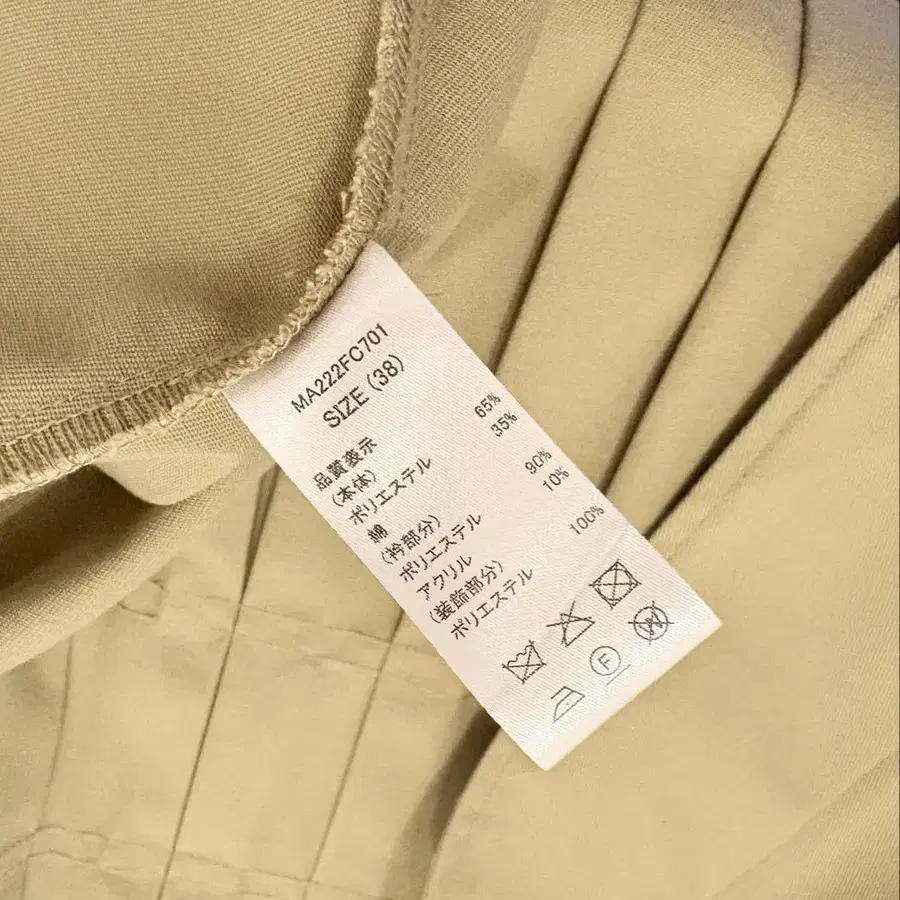 MA222FC701
SIZE (38)
品質表示
(本体)
ポリエステル 65%
綿 35%
(衿部分)
ポリエステル 90%
アクリル 10%
(装飾部分)
ポリエステル 100%
F
W